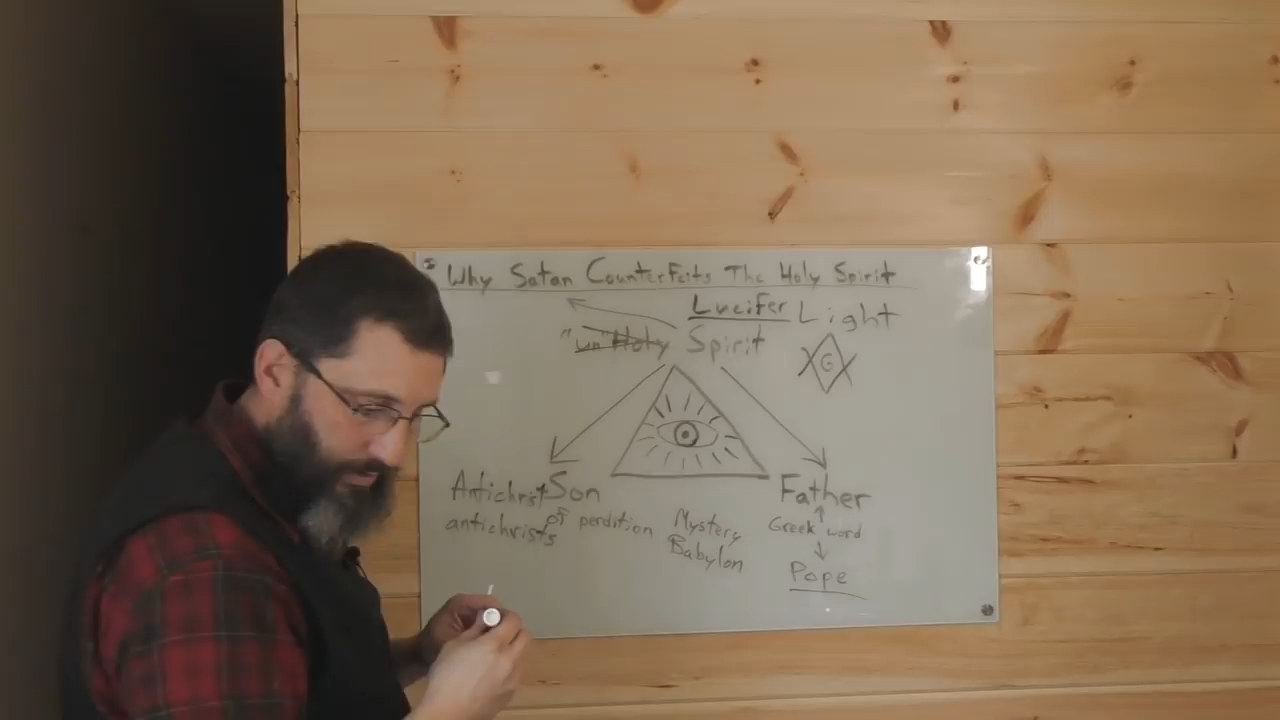 Why Satan Counterfeits The Holy Spirit
Lucifer Light
"un" Holy Spirit
G
Antichrist Son Father
antichrists of perdition Mystery Babylon Greek word
Pope